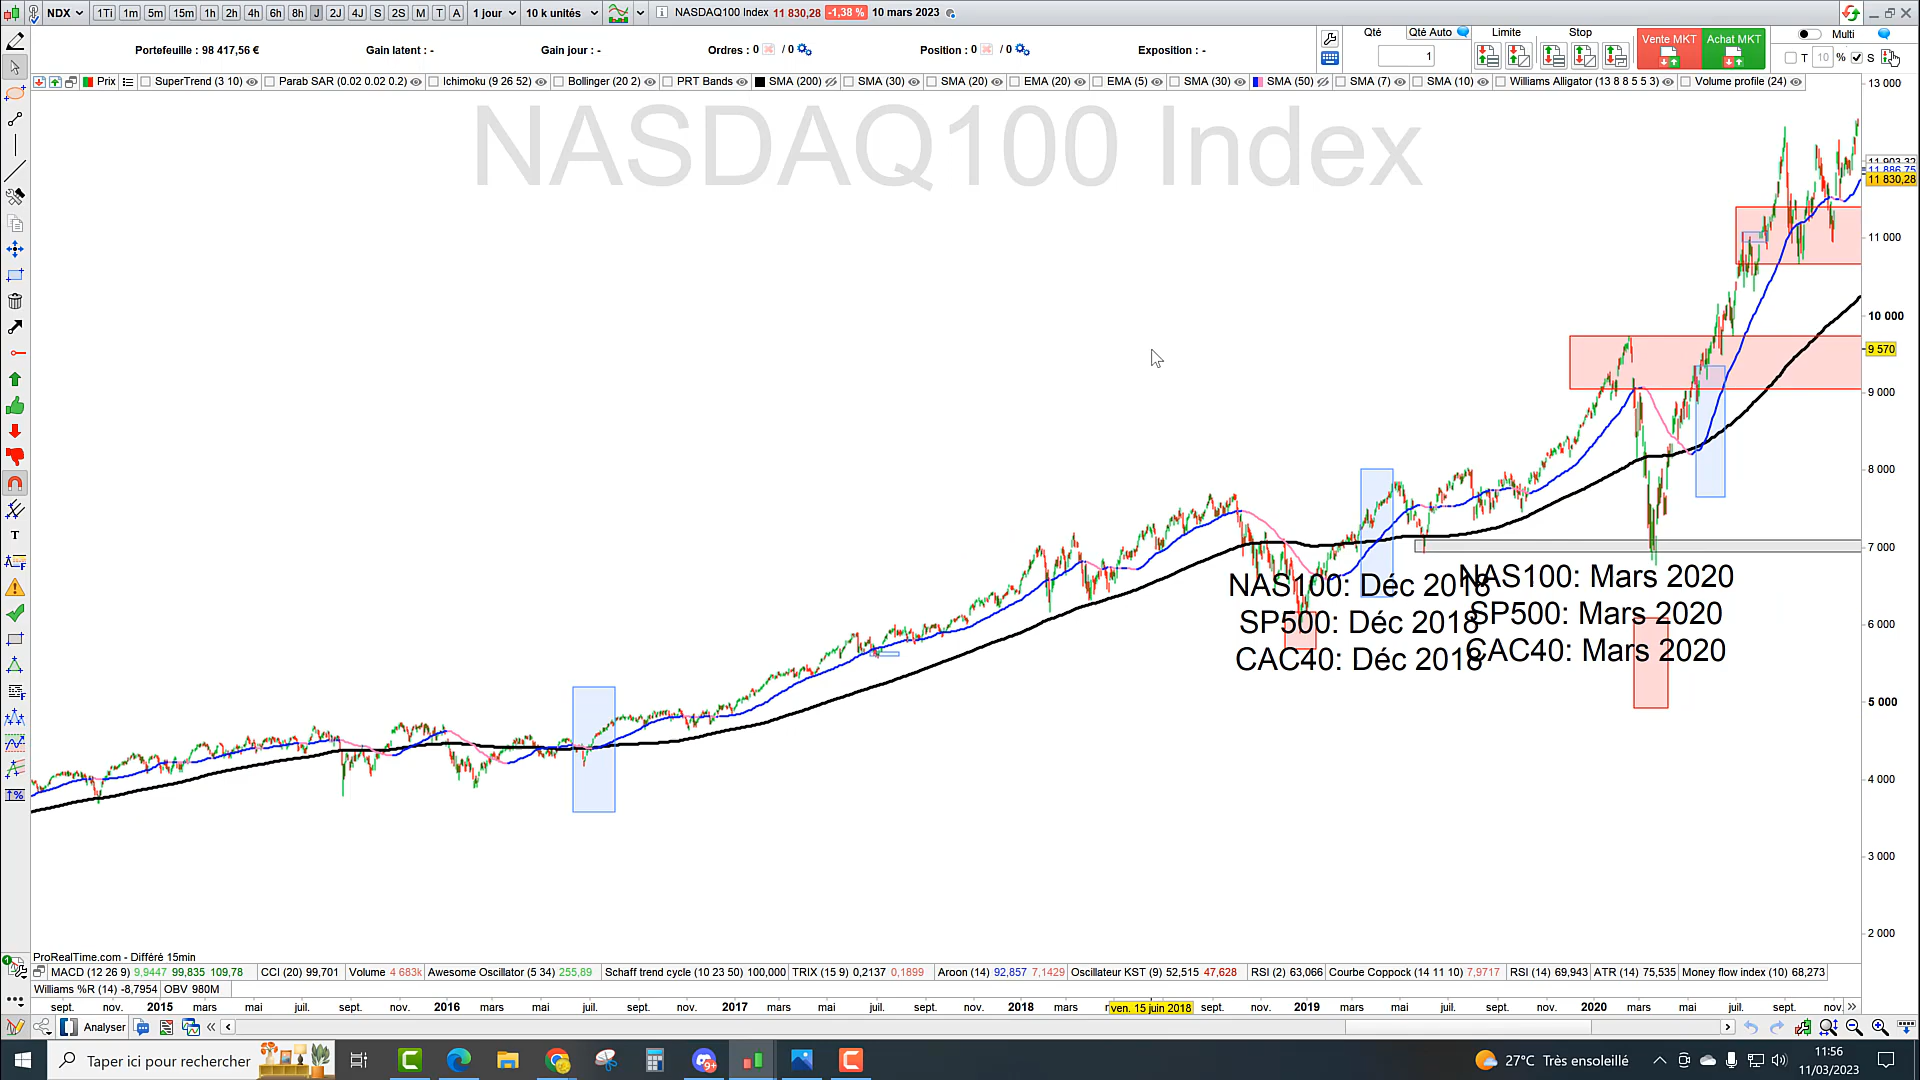 NDX 1Ti 1m 5m 15m 1h 2h 4h 6h 8h J 2J 4J S 2S M T A 1 jour 10 k unités NASDAQ100 Index 11 830,28 -1,38 % 10 mars 2023
Portefeuille : 98 417,56 € Gain latent : - Gain jour : - Ordres : 0 / 0 Position : 0 / 0 Exposition : -
Qté Qté Auto Limite Stop Vente MKT Achat MKT Multi
1 T 10 % S
Prix SuperTrend (3 10) Parab SAR (0.02 0.02 0.2) Ichimoku (9 26 52) Bollinger (20 2) PRT Bands SMA (200) SMA (30) SMA (20) EMA (20) EMA (5) SMA (30) SMA (50) SMA (7) SMA (10) Williams Alligator (13 8 8 5 5 3) Volume profile (24)
NASDAQ100 Index
13 000
11 830,28
11 000
10 000
9 570
9 000
8 000
7 000
6 000
5 000
4 000
3 000
2 000
NAS100: Déc 2018
SP500: Déc 2018
CAC40: Déc 2018
NAS100: Mars 2020
SP500: Mars 2020
CAC40: Mars 2020
ProRealTime.com - Différé 15min
MACD (12 26 9) 9,9447 99,835 109,78 CCI (20) 99,701 Volume 4 683k Awesome Oscillator (5 34) 255,89 Schaff trend cycle (10 23 50) 100,000 TRIX (15 9) 0,2137 0,1899 Aroon (14) 92,857 7,1429 Oscillateur KST (9) 52,515 47,628 RSI (2) 63,066 Courbe Coppock (14 11 10) 7,9717 RSI (14) 69,943 ATR (14) 75,535 Money flow index (10) 68,273
Williams %R (14) -8,7954 OBV 980M
sept. nov. 2015 mars mai juil. sept. nov. 2016 mars mai juil. sept. nov. 2017 mars mai juil. sept. nov. 2018 mars ven. 15 juin 2018 sept. nov. 2019 mars mai juil. sept. nov. 2020 mars mai juil. sept. nov.
Analyser
Taper ici pour rechercher 27°C Très ensoleillé 11:56
11/03/2023